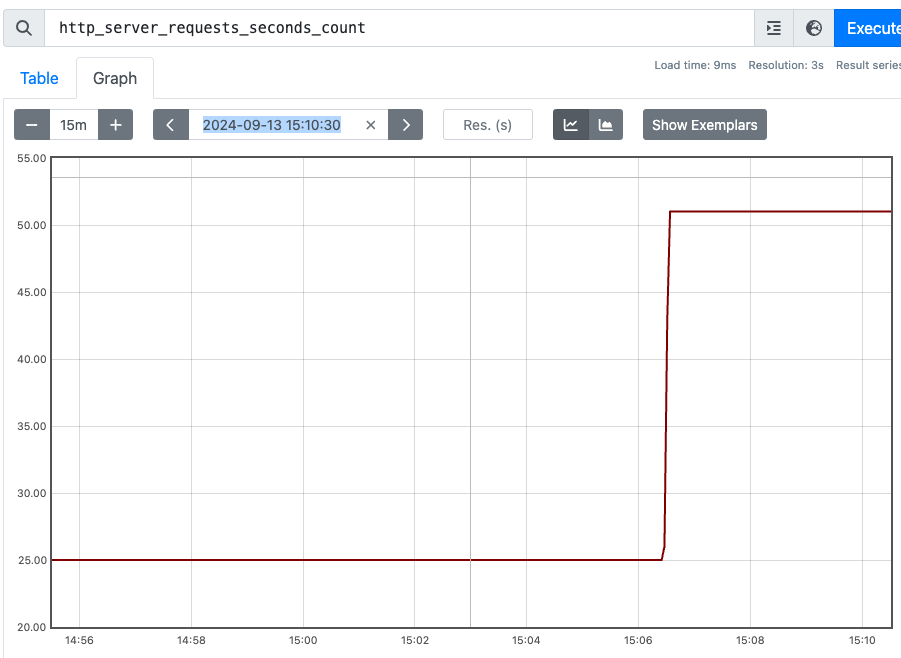 http_server_requests_seconds_count
Execute
Load time: 9ms Resolution: 3s Result series
Table Graph
− 15m + 2024-09-13 15:10:30 × Res. (s) Show Exemplars
55.00
50.00
45.00
40.00
35.00
30.00
25.00
20.00
14:56 14:58 15:00 15:02 15:04 15:06 15:08 15:10